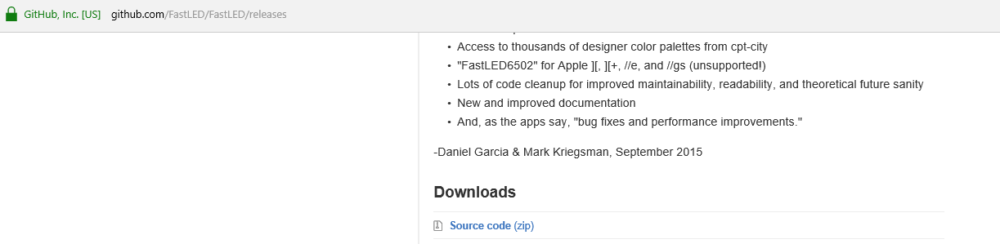 GitHub, Inc. [US] github.com/FastLED/FastLED/releases
• Access to thousands of designer color palettes from cpt-city
• "FastLED6502" for Apple ][, ][+, //e, and //gs (unsupported!)
• Lots of code cleanup for improved maintainability, readability, and theoretical future sanity
• New and improved documentation
• And, as the apps say, "bug fixes and performance improvements."
-Daniel Garcia & Mark Kriegsman, September 2015
Downloads
Source code (zip)